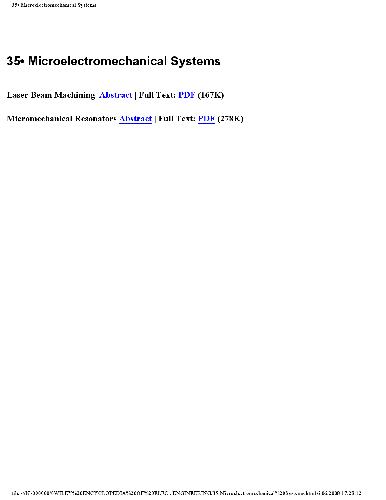 35• Microelectromechanical Systems
35• Microelectromechanical Systems
Laser Beam Machining Abstract | Full Text: PDF (167K)
Micromechanical Resonators Abstract | Full Text: PDF (278K)